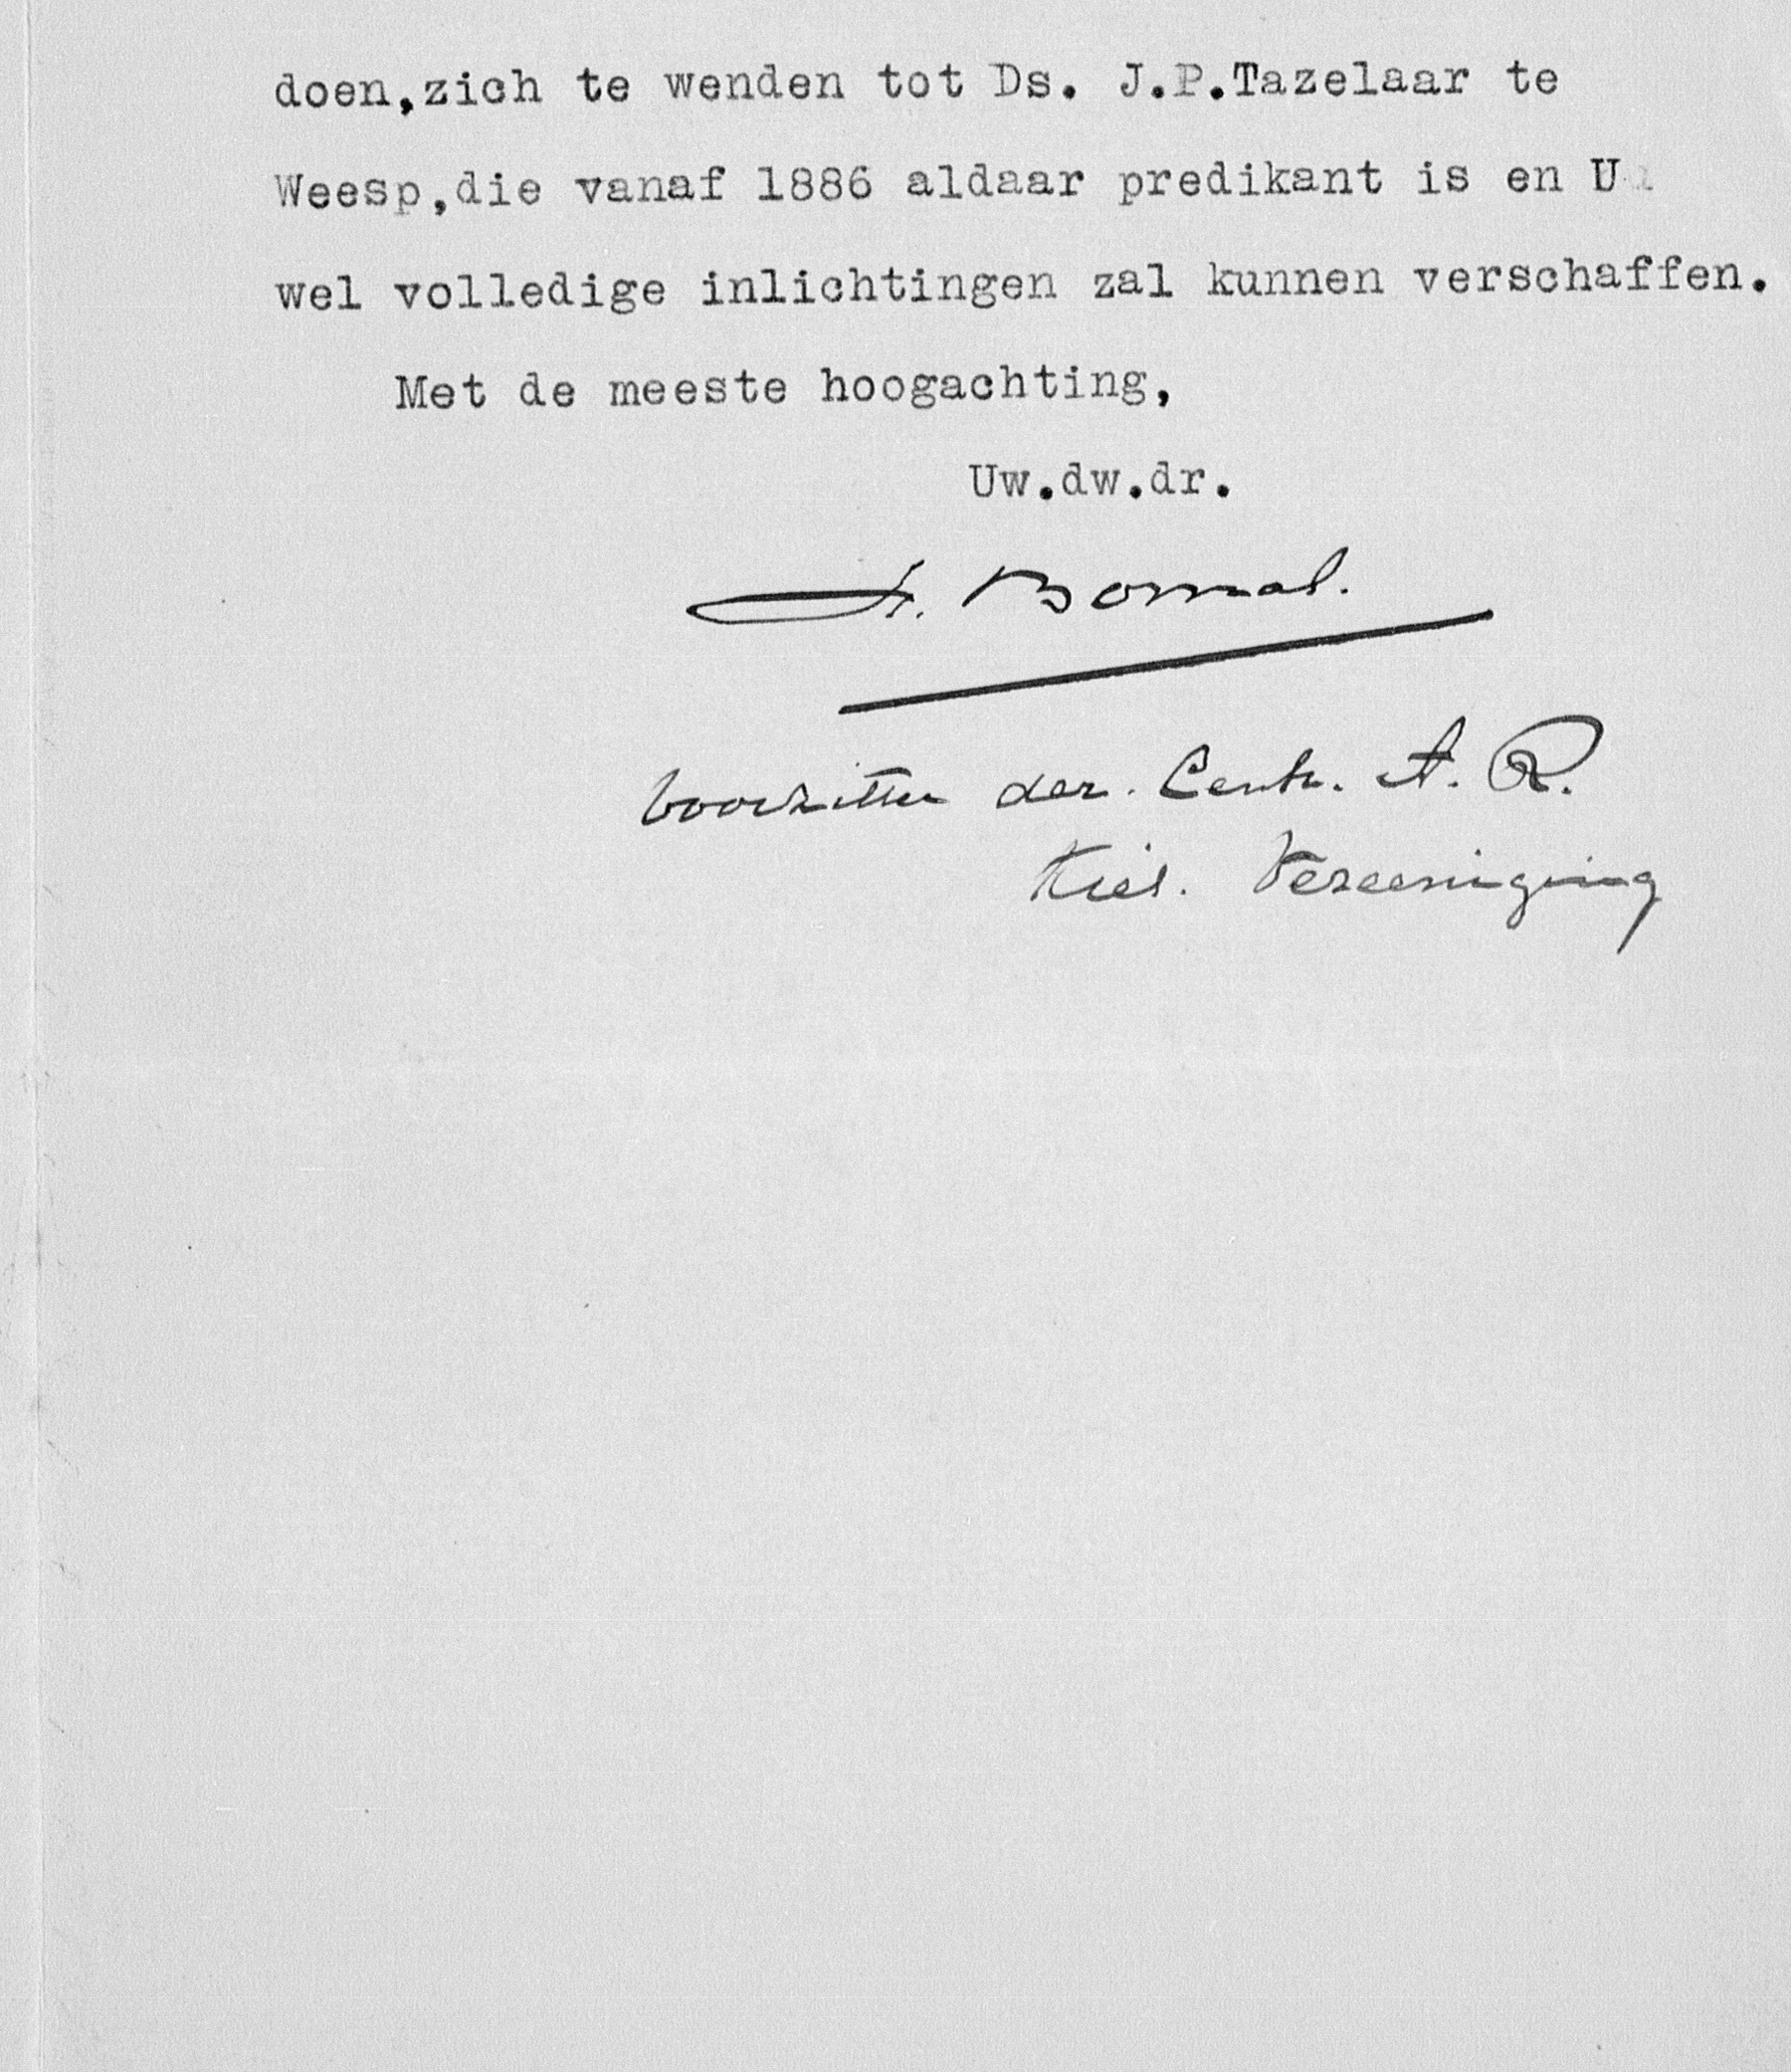 doen,zich te wenden tot Ds. J.P.Tazelaar te
Weesp,die vanaf 1886 aldaar predikant is en U
wel volledige inlichtingen zal kunnen verschaffen.
Met de meeste hoogachting,
Uw.dw.dr.
voorzitter der. Centr. A. R.
Kies. Vereeniging